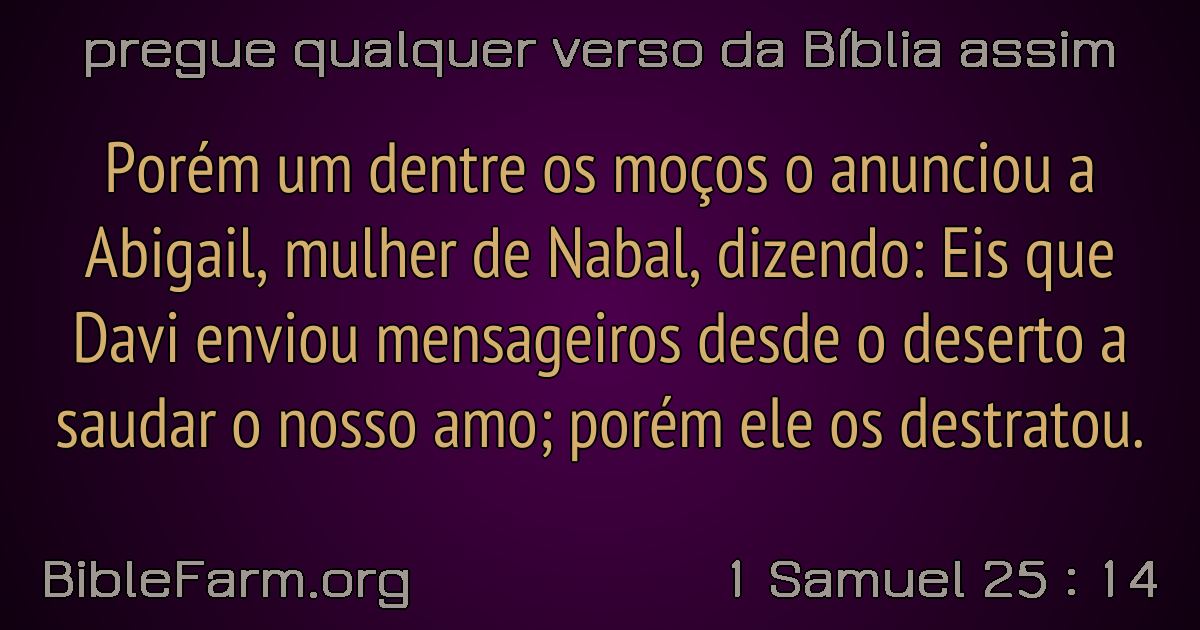 pregue qualquer verso da Bíblia assim
Porém um dentre os moços o anunciou a
Abigail, mulher de Nabal, dizendo: Eis que
Davi enviou mensageiros desde o deserto a
saudar o nosso amo; porém ele os destratou.
BibleFarm.org
1 Samuel 25 : 14